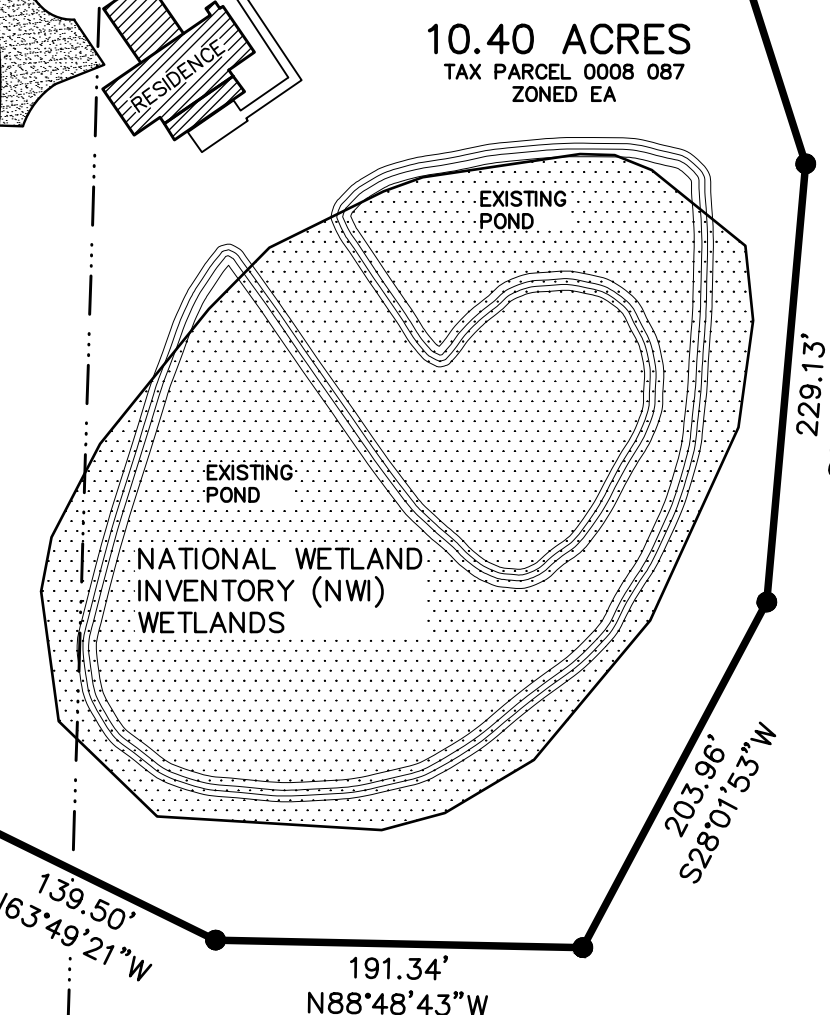 10.40 ACRES
TAX PARCEL 0008 087
ZONED EA
RESIDENCE
EXISTING
POND
229.13'
EXISTING
POND
NATIONAL WETLAND
INVENTORY (NWI)
WETLANDS
203.96'
S28°01'53"W
139.50'
N63°49'21"W
191.34'
N88°48'43"W